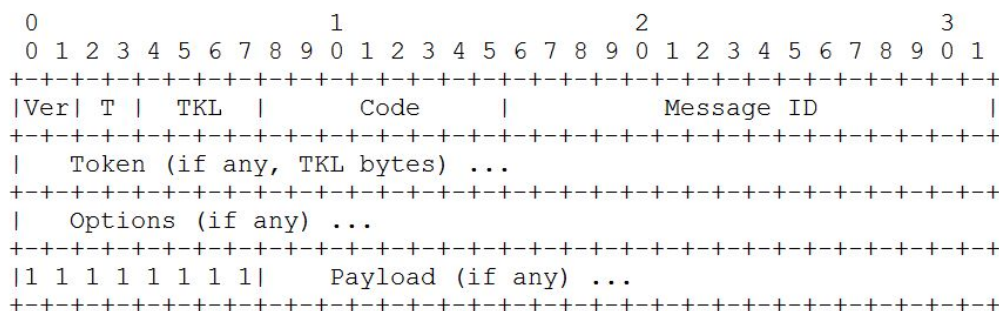 0                   1                   2                   3
 0 1 2 3 4 5 6 7 8 9 0 1 2 3 4 5 6 7 8 9 0 1 2 3 4 5 6 7 8 9 0 1
+-+-+-+-+-+-+-+-+-+-+-+-+-+-+-+-+-+-+-+-+-+-+-+-+-+-+-+-+-+-+-+-+
|Ver| T |  TKL  |      Code     |          Message ID           |
+-+-+-+-+-+-+-+-+-+-+-+-+-+-+-+-+-+-+-+-+-+-+-+-+-+-+-+-+-+-+-+-+
|   Token (if any, TKL bytes) ...
+-+-+-+-+-+-+-+-+-+-+-+-+-+-+-+-+-+-+-+-+-+-+-+-+-+-+-+-+-+-+-+-+
|   Options (if any) ...
+-+-+-+-+-+-+-+-+-+-+-+-+-+-+-+-+-+-+-+-+-+-+-+-+-+-+-+-+-+-+-+-+
|1 1 1 1 1 1 1 1|    Payload (if any) ...
+-+-+-+-+-+-+-+-+-+-+-+-+-+-+-+-+-+-+-+-+-+-+-+-+-+-+-+-+-+-+-+-+